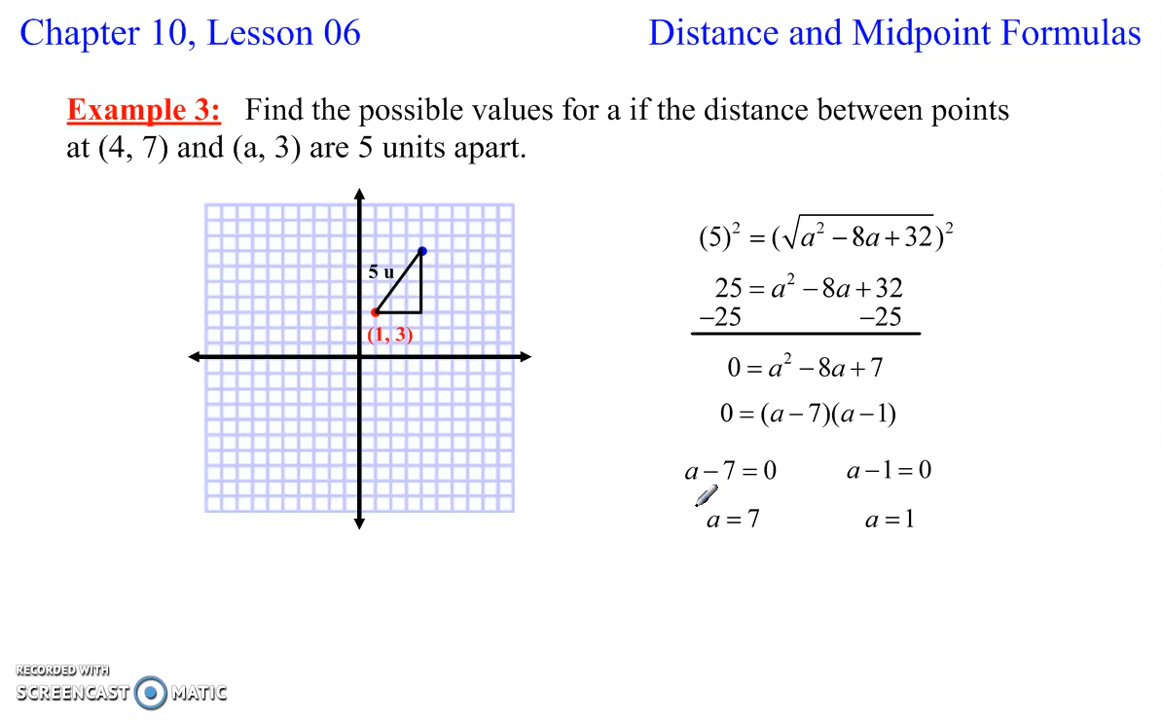 Chapter 10, Lesson 06
Distance and Midpoint Formulas
Example 3: Find the possible values for a if the distance between points
at (4, 7) and (a, 3) are 5 units apart.
5 u
(1, 3)
(5)² = (√(a² − 8a + 32))²
25 = a² − 8a + 32
−25 −25
0 = a² − 8a + 7
0 = (a − 7)(a − 1)
a − 7 = 0 a − 1 = 0
a = 7 a = 1
RECORDED WITH
SCREENCAST MATIC